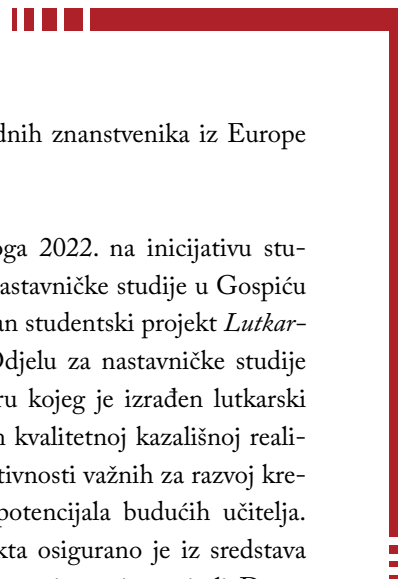 dnih znanstvenika iz Europe
oga 2022. na inicijativu stu-
astavničke studije u Gospiću
an studentski projekt Lutkar-
Odjelu za nastavničke studije
ru kojeg je izrađen lutkarski
n kvalitetnoj kazališnoj reali-
tivnosti važnih za razvoj kre-
potencijala budućih učitelja.
kta osigurano je iz sredstava